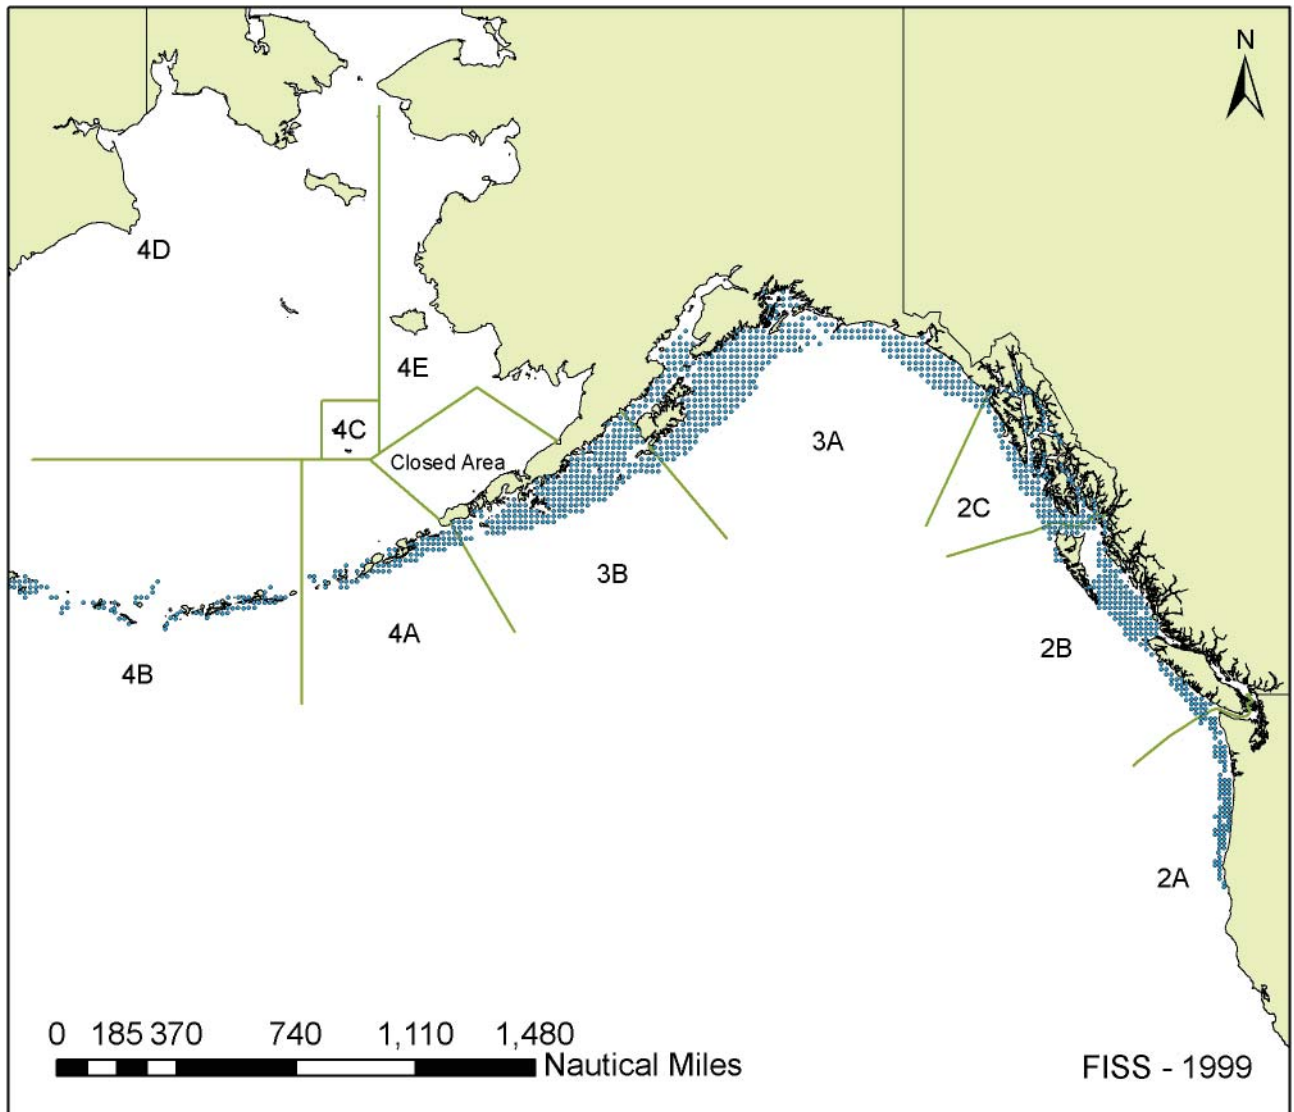 N
4D
4E
4C
Closed Area
3A
2C
3B
4A
2B
4B
2A
0 185 370 740 1,110 1,480
Nautical Miles
FISS - 1999